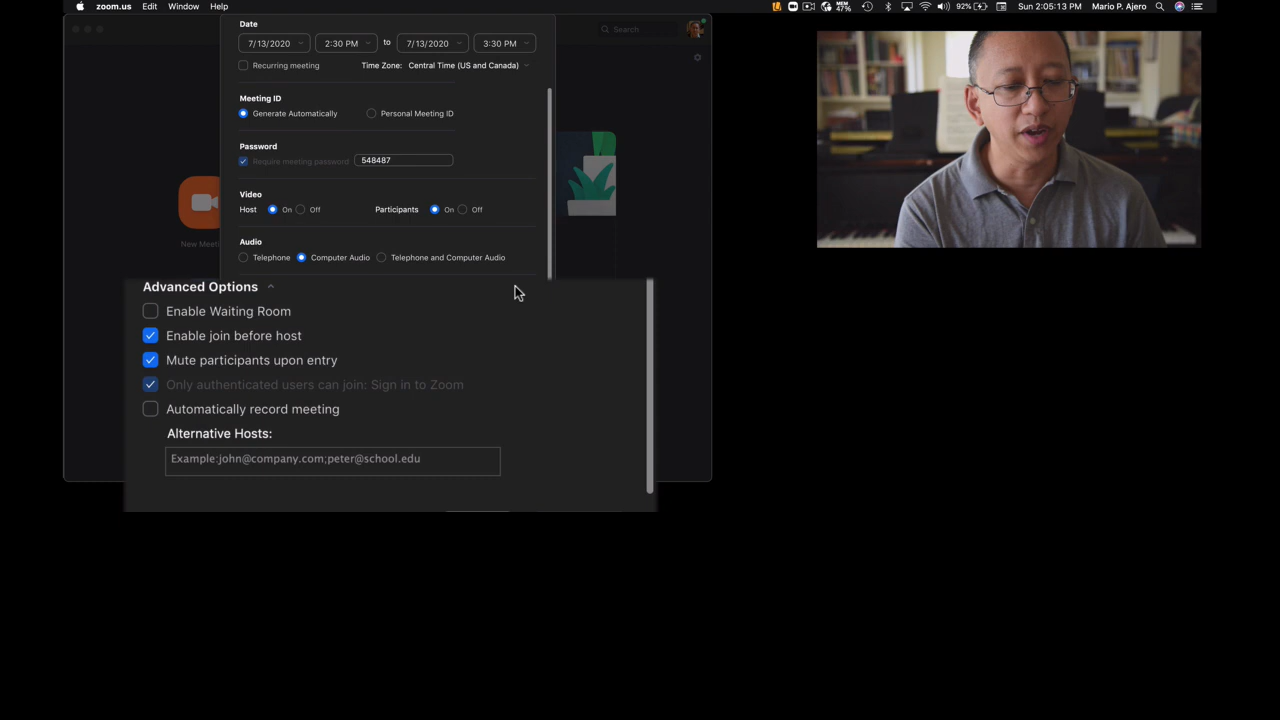 zoom.us Edit Window Help MEM 47% 92% Sun 2:05:13 PM Mario P. Ajero
Search
Date
7/13/2020 2:30 PM to 7/13/2020 3:30 PM
Recurring meeting Time Zone: Central Time (US and Canada)
Meeting ID
Generate Automatically Personal Meeting ID
Password
Require meeting password 548487
Video
Host On Off Participants On Off
New Meeti
Audio
Telephone Computer Audio Telephone and Computer Audio
Advanced Options
Enable Waiting Room
Enable join before host
Mute participants upon entry
Only authenticated users can join: Sign in to Zoom
Automatically record meeting
Alternative Hosts:
Example:john@company.com;peter@school.edu